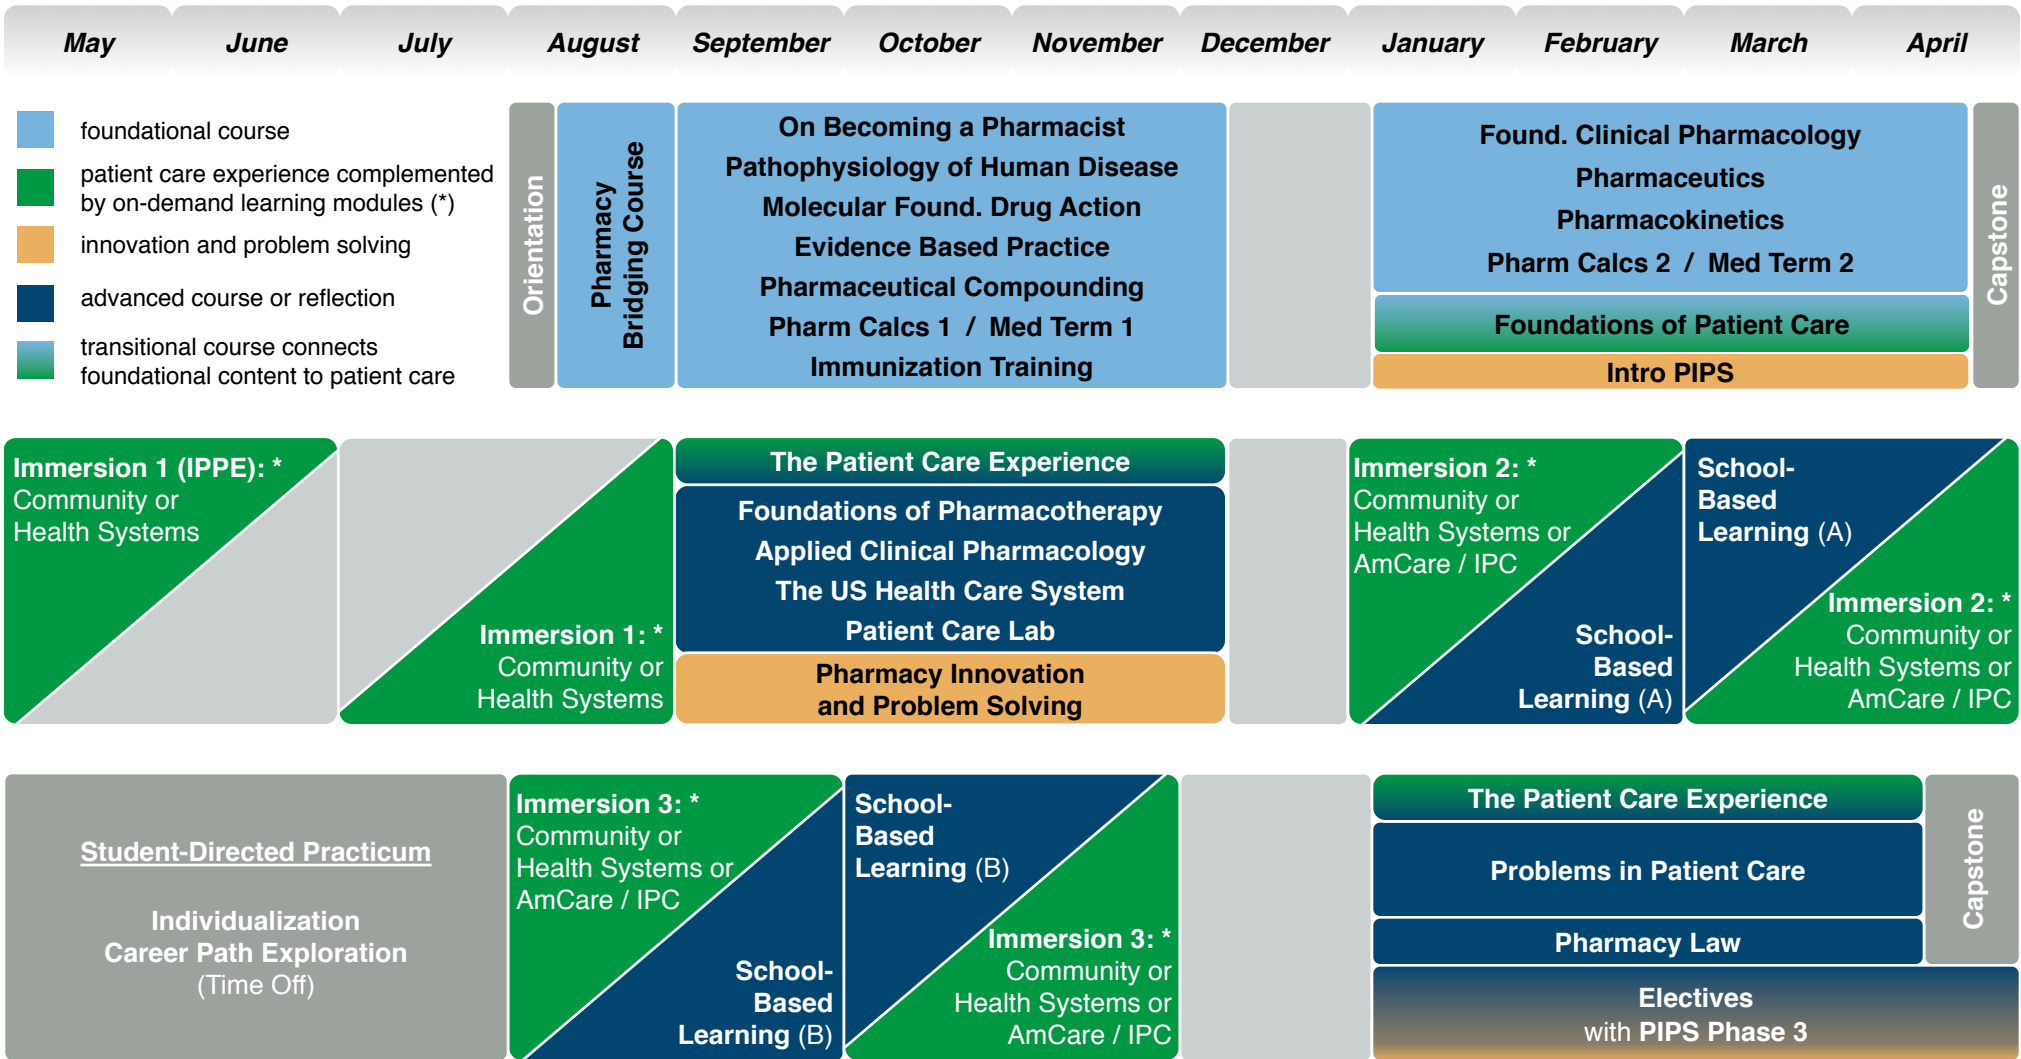 May June July August September October November December January February March April
foundational course
patient care experience complemented
by on-demand learning modules (*)
innovation and problem solving
advanced course or reflection
transitional course connects
foundational content to patient care
Orientation
Pharmacy
Bridging Course
On Becoming a Pharmacist
Pathophysiology of Human Disease
Molecular Found. Drug Action
Evidence Based Practice
Pharmaceutical Compounding
Pharm Calcs 1 / Med Term 1
Immunization Training
Found. Clinical Pharmacology
Pharmaceutics
Pharmacokinetics
Pharm Calcs 2 / Med Term 2
Foundations of Patient Care
Intro PIPS
Capstone
Immersion 1 (IPPE): *
Community or
Health Systems
Immersion 1: *
Community or
Health Systems
The Patient Care Experience
Foundations of Pharmacotherapy
Applied Clinical Pharmacology
The US Health Care System
Patient Care Lab
Pharmacy Innovation
and Problem Solving
Immersion 2: *
Community or
Health Systems or
AmCare / IPC
School-
Based
Learning (A)
School-
Based
Learning (A)
Immersion 2: *
Community or
Health Systems or
AmCare / IPC
Student-Directed Practicum
Individualization
Career Path Exploration
(Time Off)
Immersion 3: *
Community or
Health Systems or
AmCare / IPC
School-
Based
Learning (B)
School-
Based
Learning (B)
Immersion 3: *
Community or
Health Systems or
AmCare / IPC
The Patient Care Experience
Problems in Patient Care
Pharmacy Law
Capstone
Electives
with PIPS Phase 3